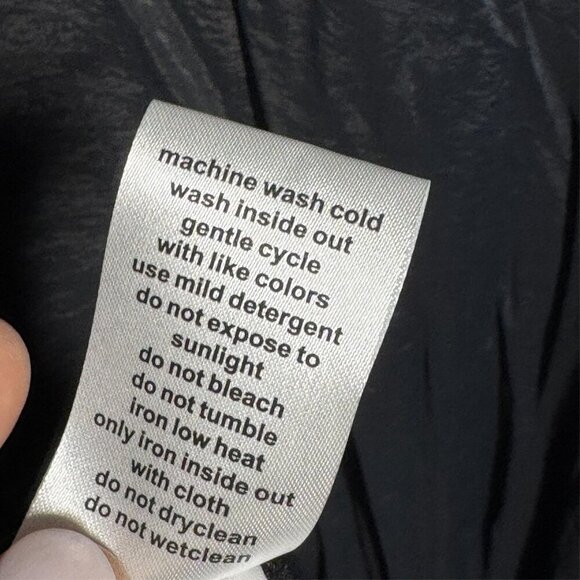 machine wash cold
wash inside out
gentle cycle
with like colors
use mild detergent
do not expose to
sunlight
do not bleach
do not tumble
iron low heat
only iron inside out
with cloth
do not dryclean
do not wetclean